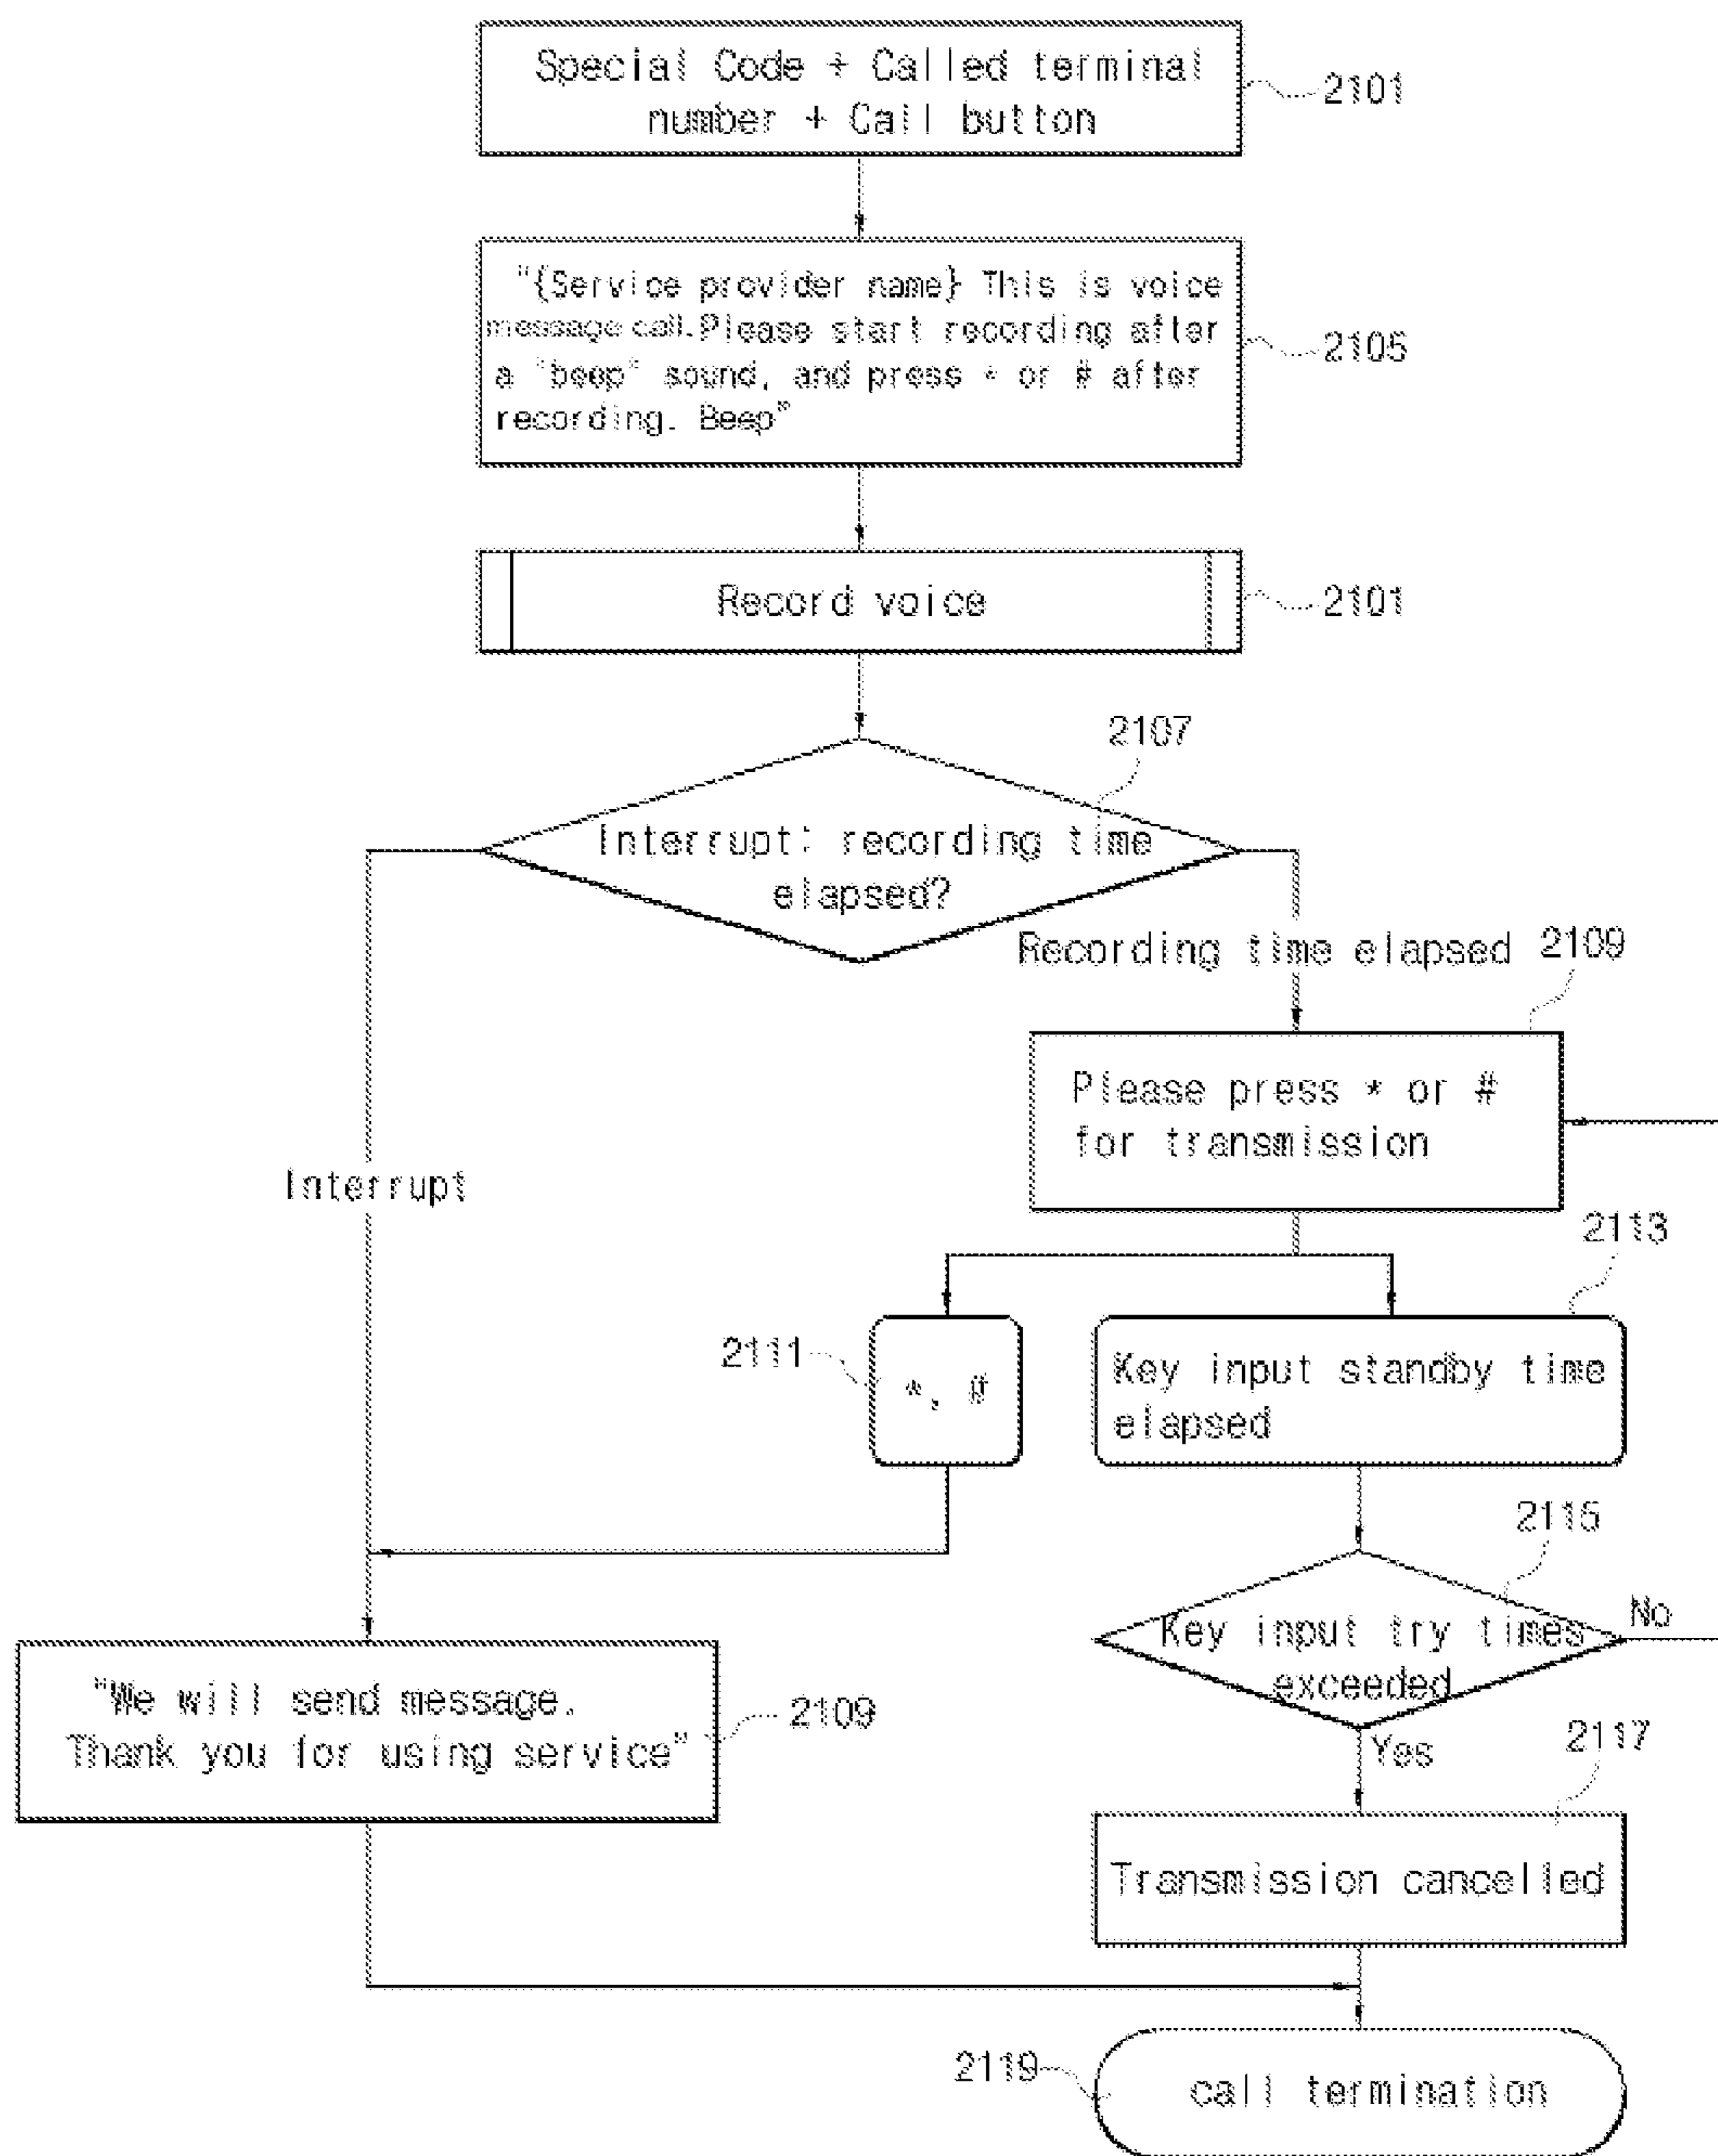 Special Code + Called terminal
number + Call button
2101
"{Service provider name} This is voice
message call.Please start recording after
a "beep" sound, and press * or # after
recording. Beep"
2105
Record voice
2101
2107
Interrupt: recording time
elapsed?
Recording time elapsed
2109
Please press * or #
for transmission
Interrupt
2113
2111
*, #
Key input standby time
elapsed
2115
Key input try times
exceeded
No
"We will send message.
Thank you for using service"
2109
Yes
2117
Transmission cancelled
2119
call termination